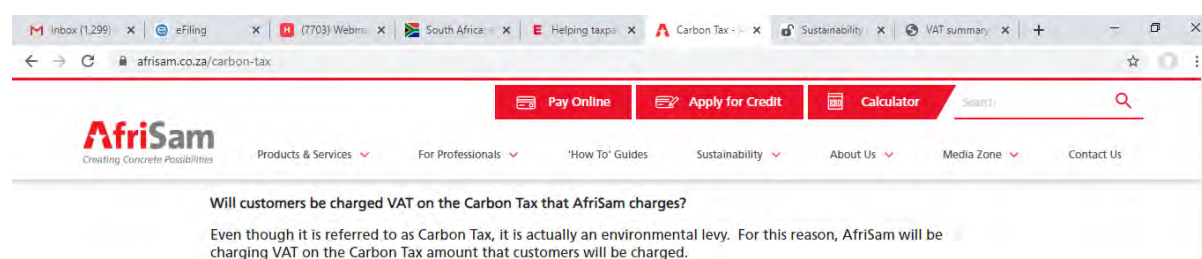 Inbox (1,299)
eFiling
(7703) Webma
South Africa:
Helping taxpa
Carbon Tax -
Sustainability
VAT summary
afrisam.co.za/carbon-tax
Pay Online
Apply for Credit
Calculator
Search
AfriSam
Creating Concrete Possibilities
Products & Services
For Professionals
'How To' Guides
Sustainability
About Us
Media Zone
Contact Us
Will customers be charged VAT on the Carbon Tax that AfriSam charges?
Even though it is referred to as Carbon Tax, it is actually an environmental levy. For this reason, AfriSam will be
charging VAT on the Carbon Tax amount that customers will be charged.